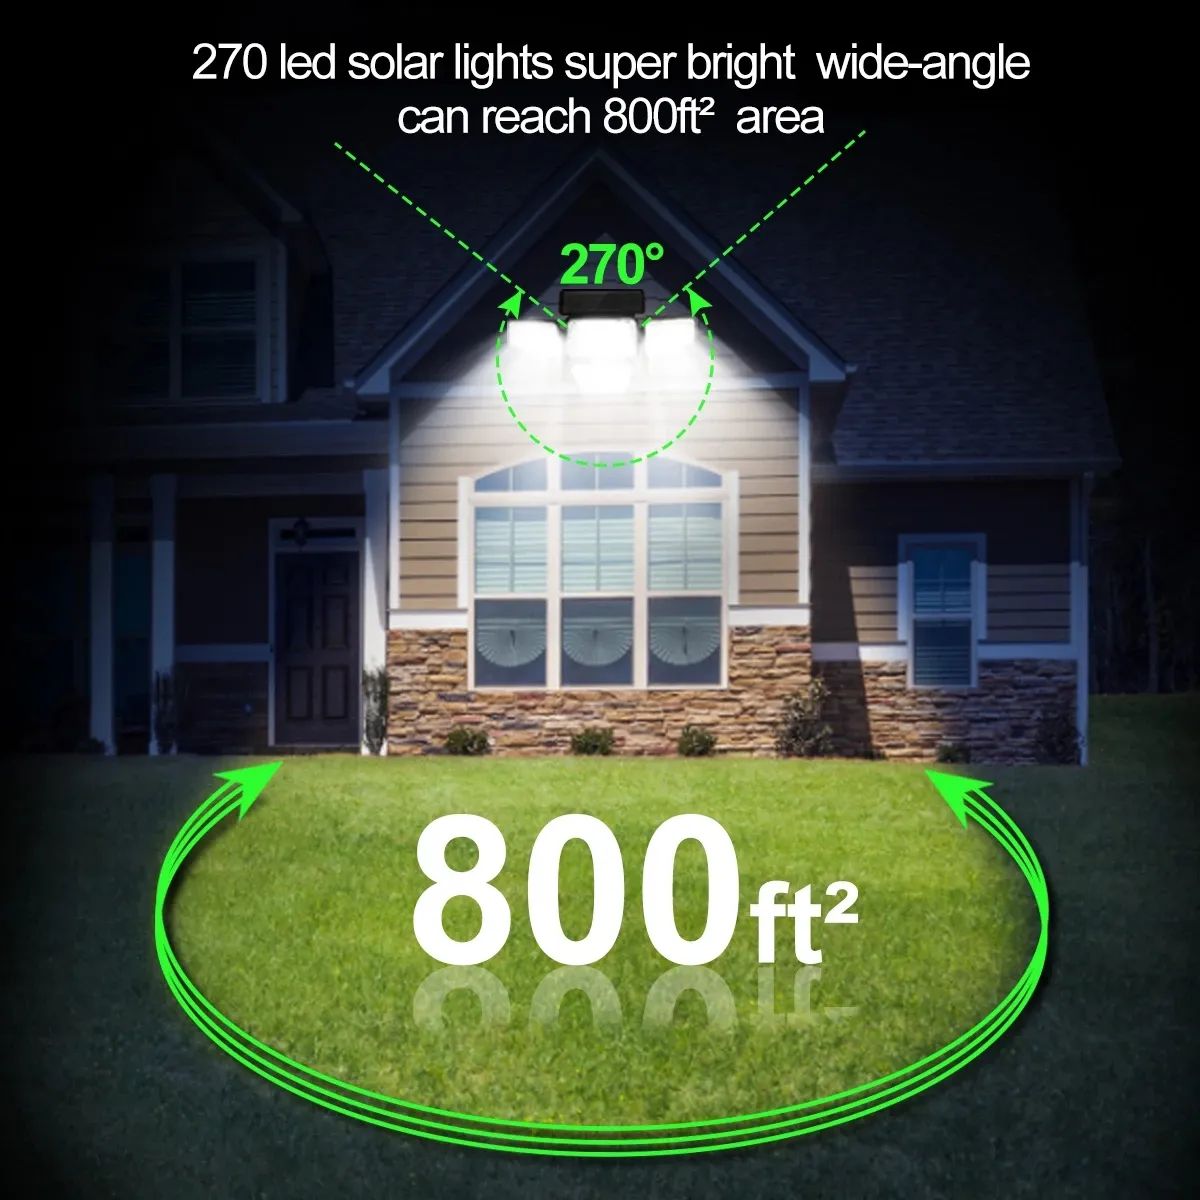 270 led solar lights super bright wide-angle
can reach 800ft² area
270°
800ft²